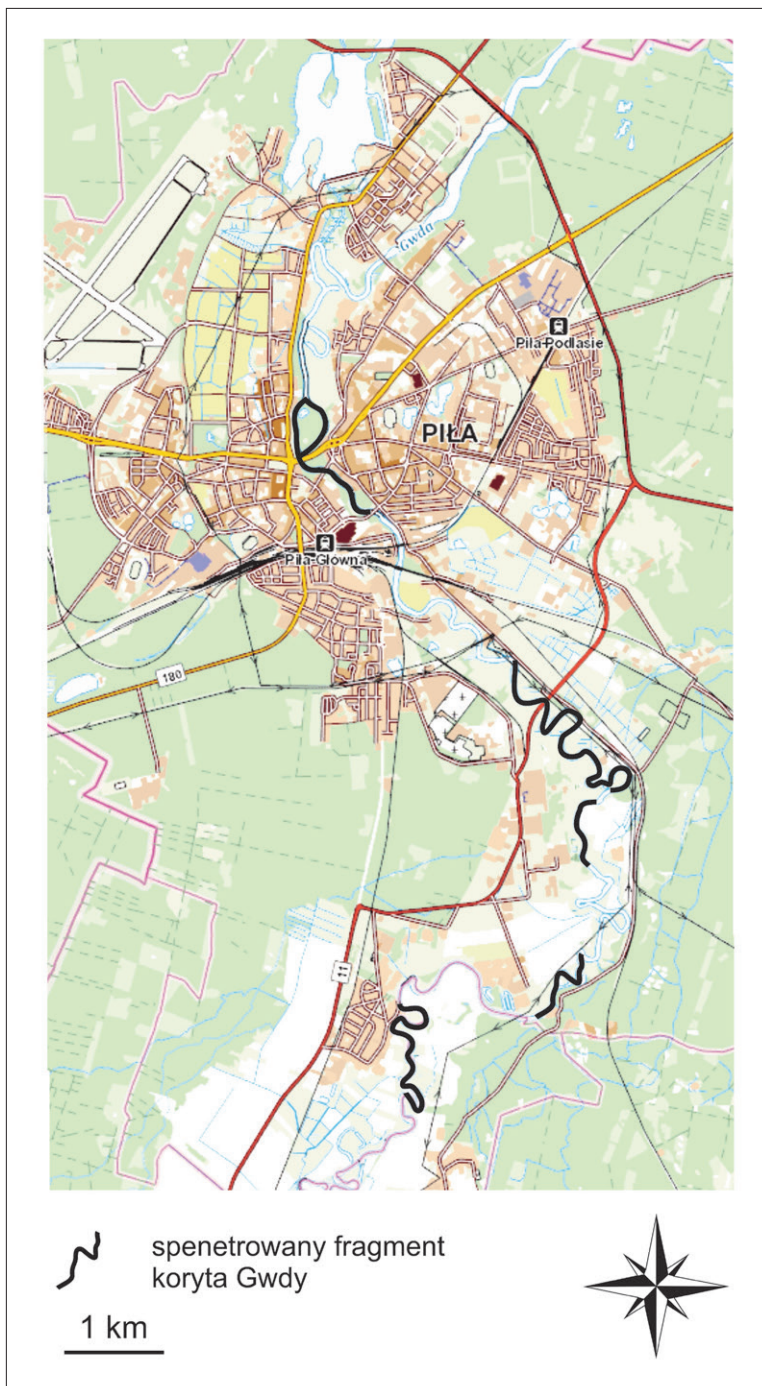 Gwda
Piła-Podlasie
PIŁA
Piła-Główna
180
11
spenetrowany fragment
koryta Gwdy
1 km